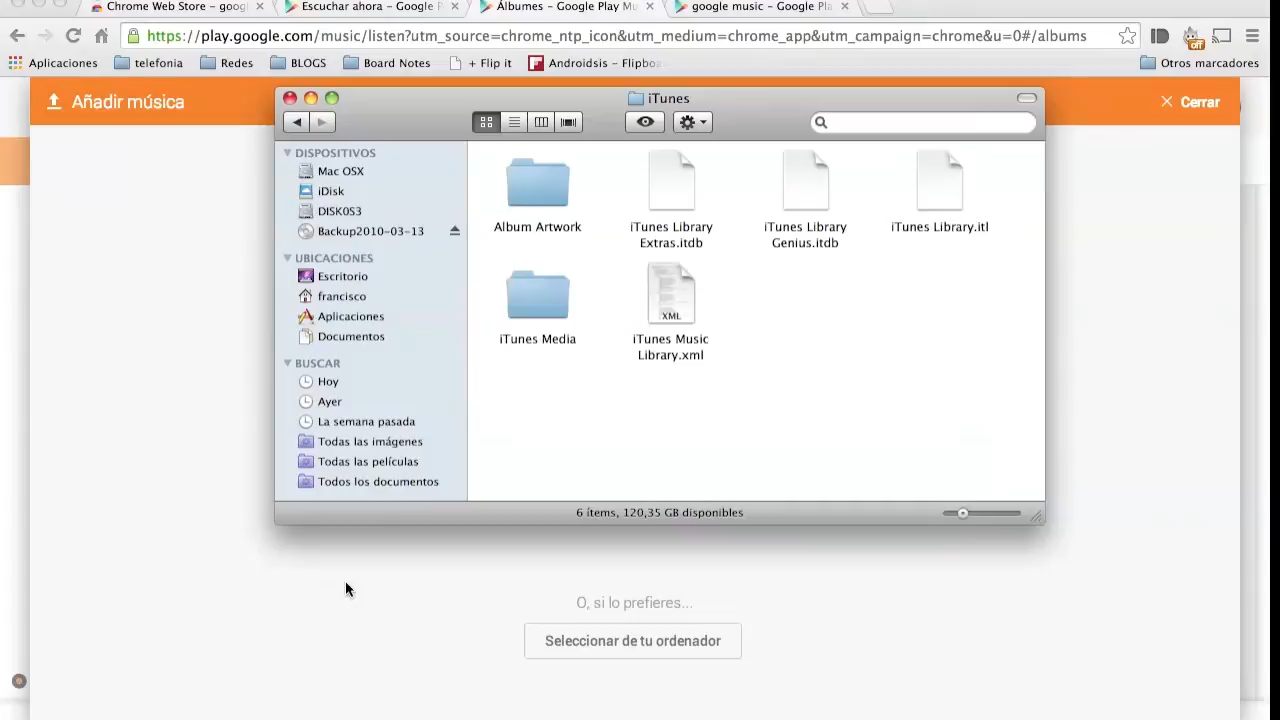 Chrome Web Store – goog
Escuchar ahora – Google P
Álbumes – Google Play Mu
google music – Google Pla
https://play.google.com/music/listen?utm_source=chrome_ntp_icon&utm_medium=chrome_app&utm_campaign=chrome&u=0#/albums
off
Aplicaciones
telefonia
Redes
BLOGS
Board Notes
+ Flip it
Androidsis – Flipboa
Otros marcadores
Añadir música
Cerrar
iTunes
DISPOSITIVOS
Mac OSX
iDisk
DISK0S3
Backup2010-03-13
UBICACIONES
Escritorio
francisco
Aplicaciones
Documentos
BUSCAR
Hoy
Ayer
La semana pasada
Todas las imágenes
Todas las películas
Todos los documentos
Album Artwork
iTunes Library
Extras.itdb
iTunes Library
Genius.itdb
iTunes Library.itl
iTunes Media
XML
iTunes Music
Library.xml
6 ítems, 120,35 GB disponibles
O, si lo prefieres...
Seleccionar de tu ordenador